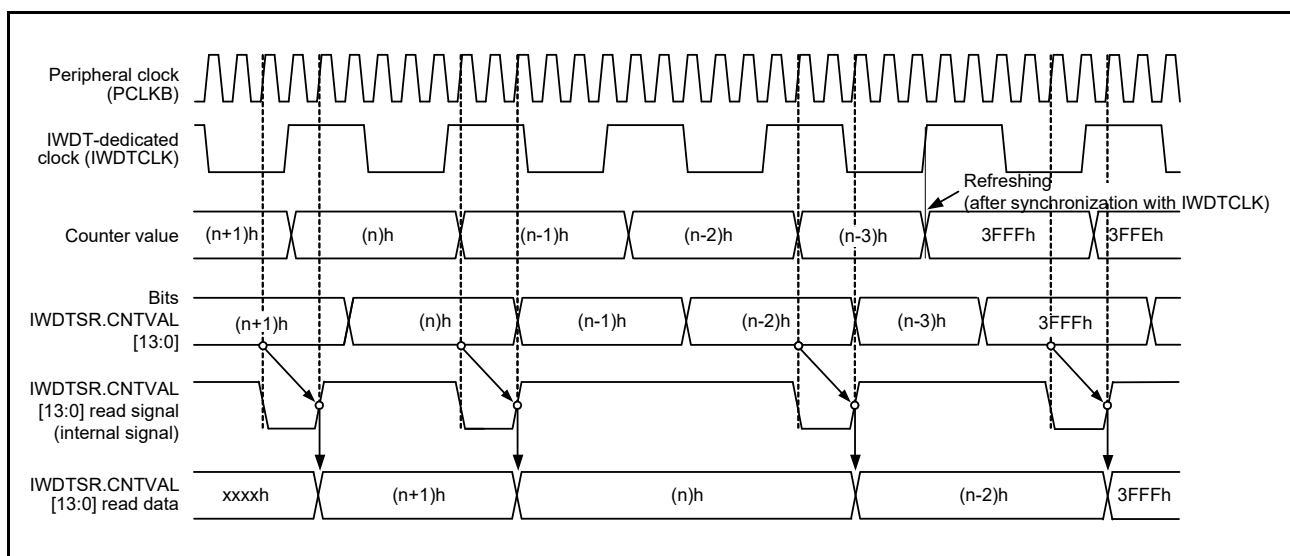 Peripheral clock
(PCLKB)
IWDT-dedicated
clock (IWDTCLK)
Refreshing
(after synchronization with IWDTCLK)
Counter value
(n+1)h
(n)h
(n-1)h
(n-2)h
(n-3)h
3FFFh
3FFEh
Bits
IWDTSR.CNTVAL
[13:0]
(n+1)h
(n)h
(n-1)h
(n-2)h
(n-3)h
3FFFh
IWDTSR.CNTVAL
[13:0] read signal
(internal signal)
IWDTSR.CNTVAL
[13:0] read data
xxxxh
(n+1)h
(n)h
(n-2)h
3FFFh